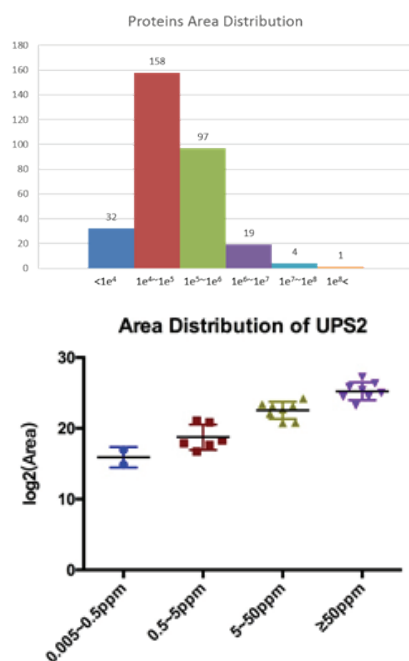 Proteins Area Distribution
180
160
140
120
100
80
60
40
20
0
32
158
97
19
4
1
<1e⁴ 1e⁴~1e⁵ 1e⁵~1e⁶ 1e⁶~1e⁷ 1e⁷~1e⁸ 1e⁸<
Area Distribution of UPS2
log2(Area)
30
20
10
0
0.005~0.5ppm
0.5~5ppm
5~50ppm
≥50ppm